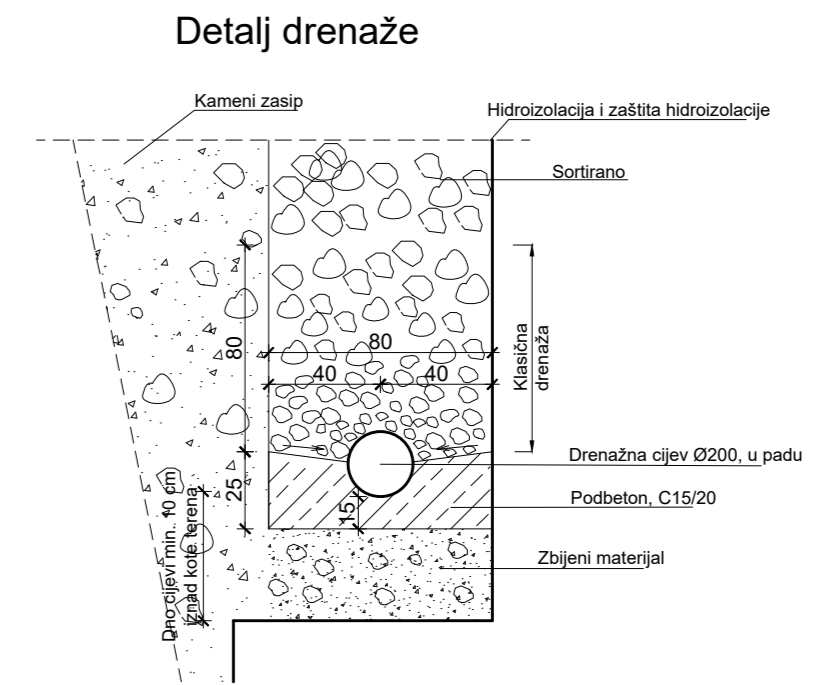 Detalj drenaže
Kameni zasip
Hidroizolacija i zaštita hidroizolacije
Sortirano
80
80
40
40
Klasična
drenaža
Drenažna cijev Ø200, u padu
25
15
Podbeton, C15/20
Zbijeni materijal
Dno cijevi min. 10 cm
iznad kote terena